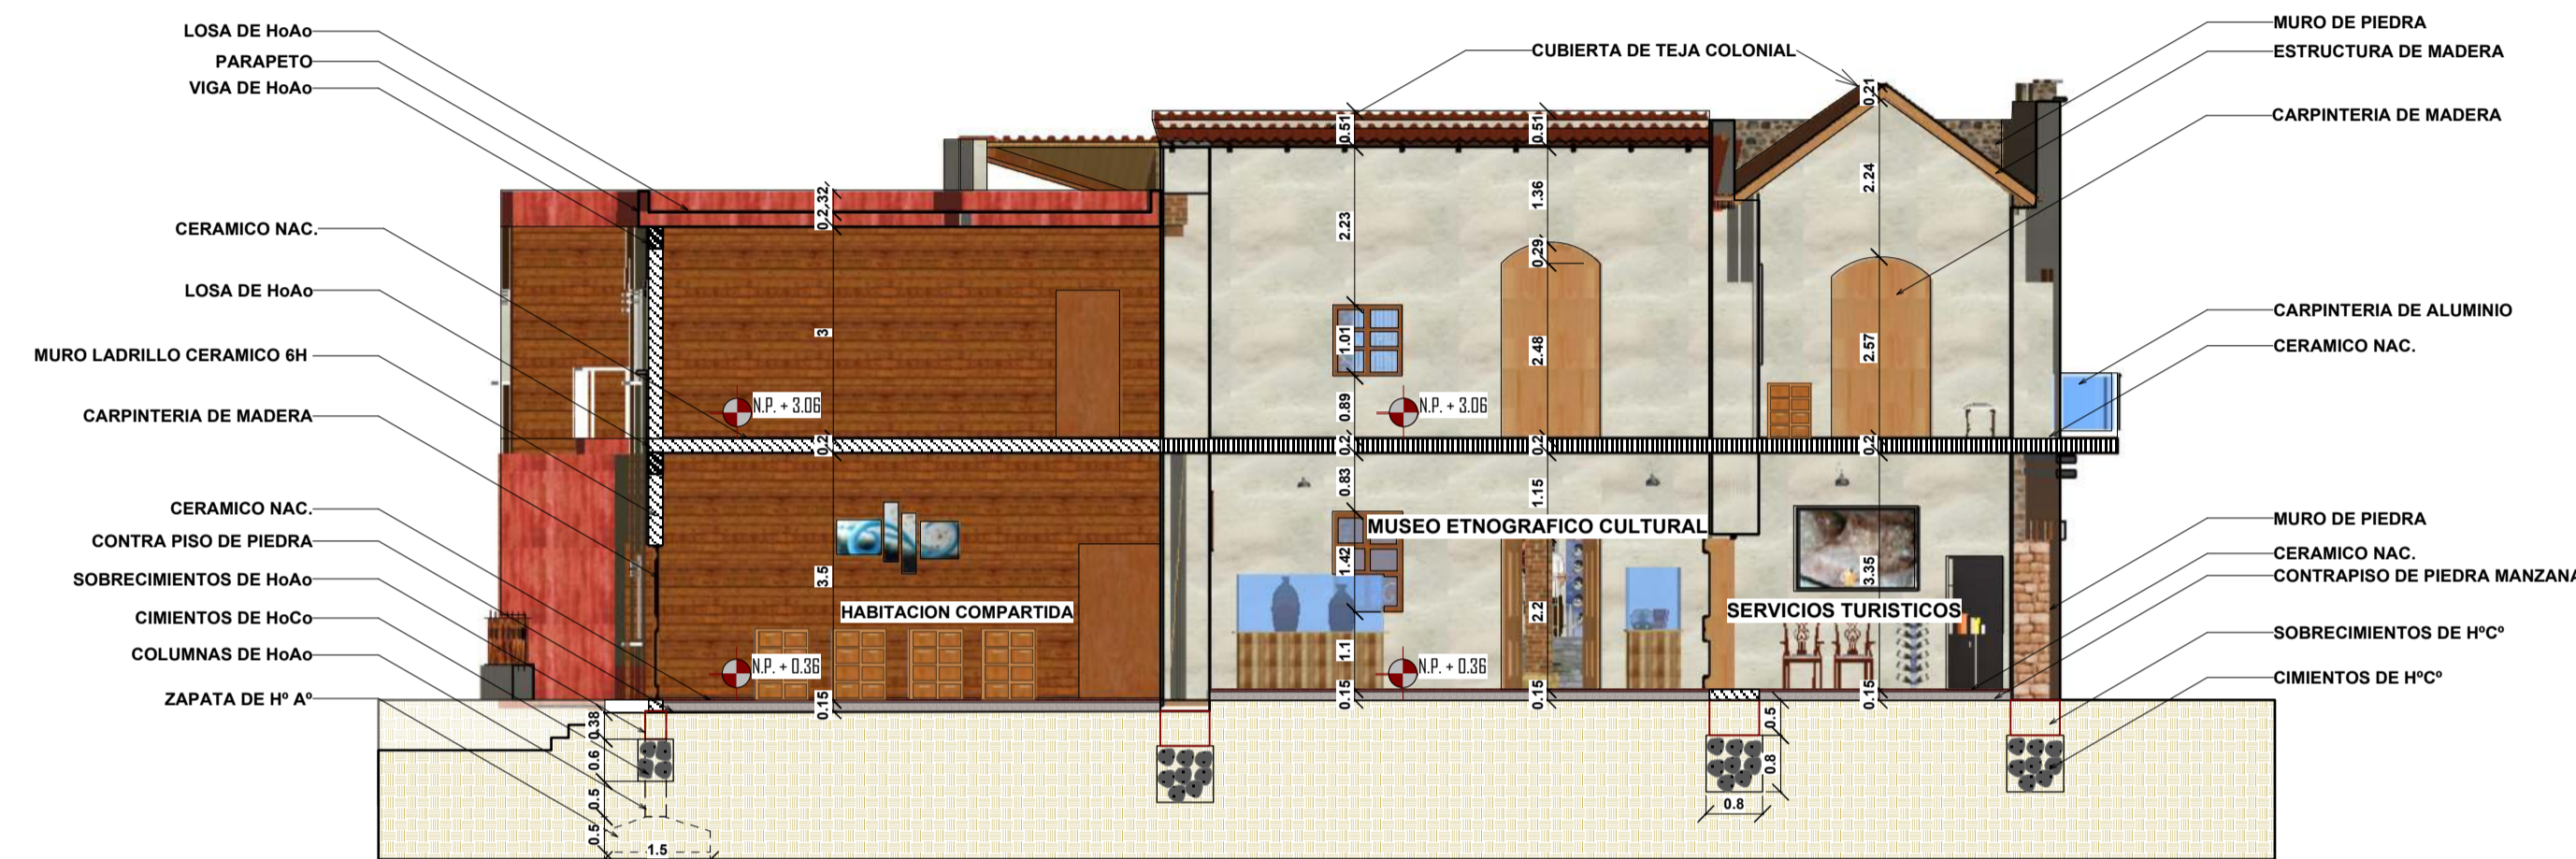 LOSA DE HoAo
PARAPETO
VIGA DE HoAo
CERAMICO NAC.
LOSA DE HoAo
MURO LADRILLO CERAMICO 6H
CARPINTERIA DE MADERA
CERAMICO NAC.
CONTRA PISO DE PIEDRA
SOBRECIMIENTOS DE HoAo
CIMIENTOS DE HoCo
COLUMNAS DE HoAo
ZAPATA DE Hº Aº
CUBIERTA DE TEJA COLONIAL
MURO DE PIEDRA
ESTRUCTURA DE MADERA
CARPINTERIA DE MADERA
CARPINTERIA DE ALUMINIO
CERAMICO NAC.
MURO DE PIEDRA
CERAMICO NAC.
CONTRAPISO DE PIEDRA MANZANA
SOBRECIMIENTOS DE HºCº
CIMIENTOS DE HºCº
N.P. + 3.06
N.P. + 3.06
MUSEO ETNOGRAFICO CULTURAL
HABITACION COMPARTIDA
SERVICIOS TURISTICOS
N.P. + 0.36
N.P. + 0.36
0.2
.32
3
0.2
3.5
0.15
0.51
2.23
1.01
0.89
0.2
0.83
1.42
1.1
0.15
0.51
1.36
0.29
2.48
0.2
1.15
2.2
0.15
0.21
2.24
2.57
0.2
3.35
0.15
0.38
0.6
0.5
0.5
1.5
0.5
0.8
0.8